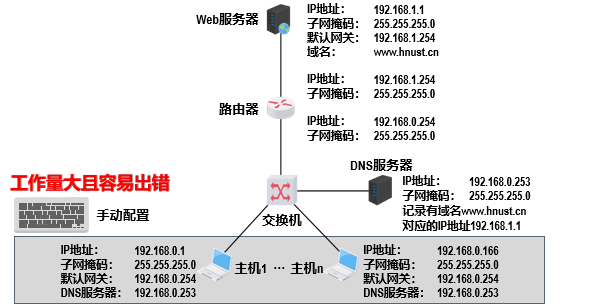 Web服务器
IP地址： 192.168.1.1
子网掩码： 255.255.255.0
默认网关： 192.168.1.254
域名： www.hnust.cn
路由器
IP地址： 192.168.1.254
子网掩码： 255.255.255.0
IP地址： 192.168.0.254
子网掩码： 255.255.255.0
DNS服务器
IP地址： 192.168.0.253
子网掩码： 255.255.255.0
记录有域名www.hnust.cn
对应的IP地址192.168.1.1
工作量大且容易出错
手动配置
交换机
IP地址： 192.168.0.1
子网掩码： 255.255.255.0
默认网关： 192.168.0.254
DNS服务器： 192.168.0.253
主机1 … 主机n
IP地址： 192.168.0.166
子网掩码： 255.255.255.0
默认网关： 192.168.0.254
DNS服务器： 192.168.0.253